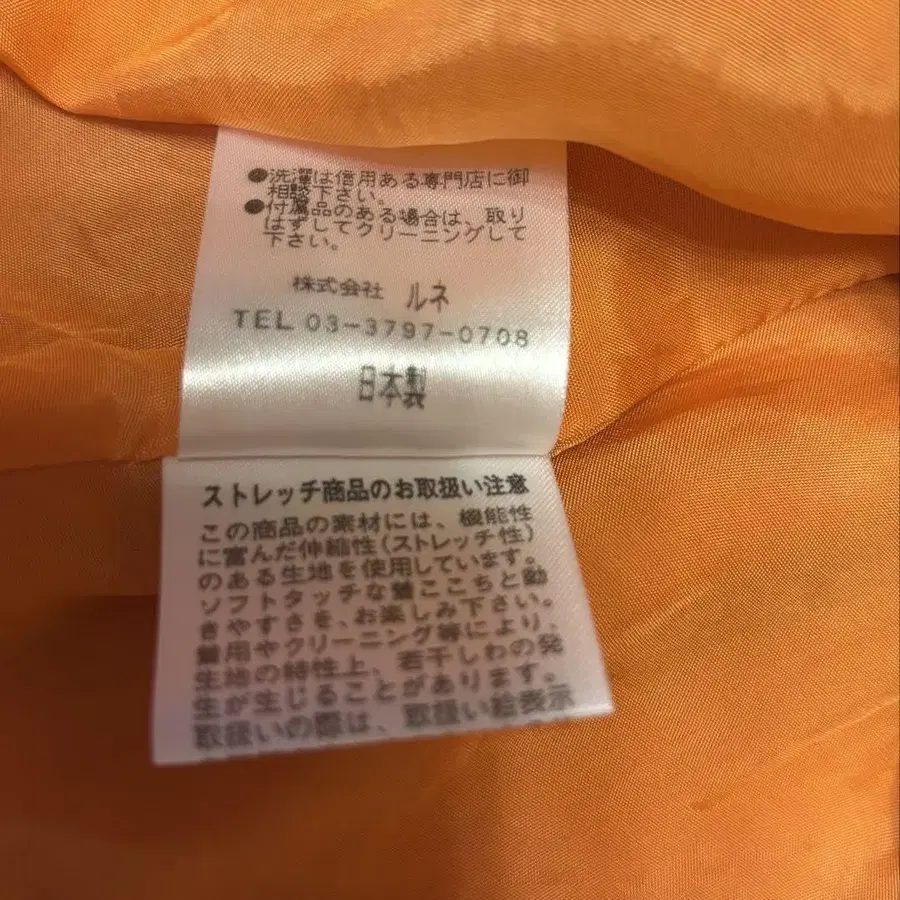 ●洗濯は信用ある専門店に御
相談下さい。
●付属品のある場合は、取り
はずしてクリーニングして
下さい。
株式会社 ルネ
TEL 03-3797-0708
日本製
ストレッチ商品のお取扱い注意
この商品の素材には、機能性
に富んだ伸縮性(ストレッチ性)
のある生地を使用しています。
ソフトタッチな着ここちと動
きやすさを、お楽しみ下さい。
着用やクリーニング等により、
生地の特性上、若干しわの発
生が生じることがあります。
取扱いの際は、取扱い絵表示